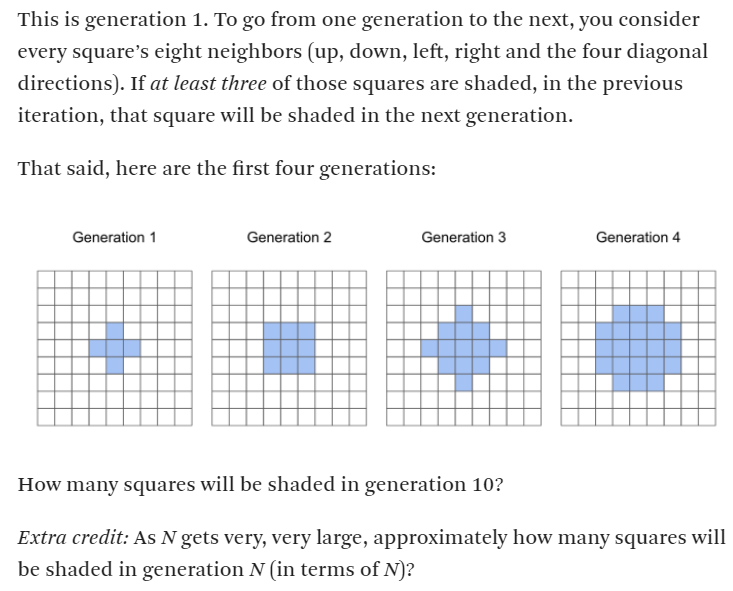 This is generation 1. To go from one generation to the next, you consider
every square’s eight neighbors (up, down, left, right and the four diagonal
directions). If at least three of those squares are shaded, in the previous
iteration, that square will be shaded in the next generation.
That said, here are the first four generations:
Generation 1 Generation 2 Generation 3 Generation 4
How many squares will be shaded in generation 10?
Extra credit: As N gets very, very large, approximately how many squares will
be shaded in generation N (in terms of N)?